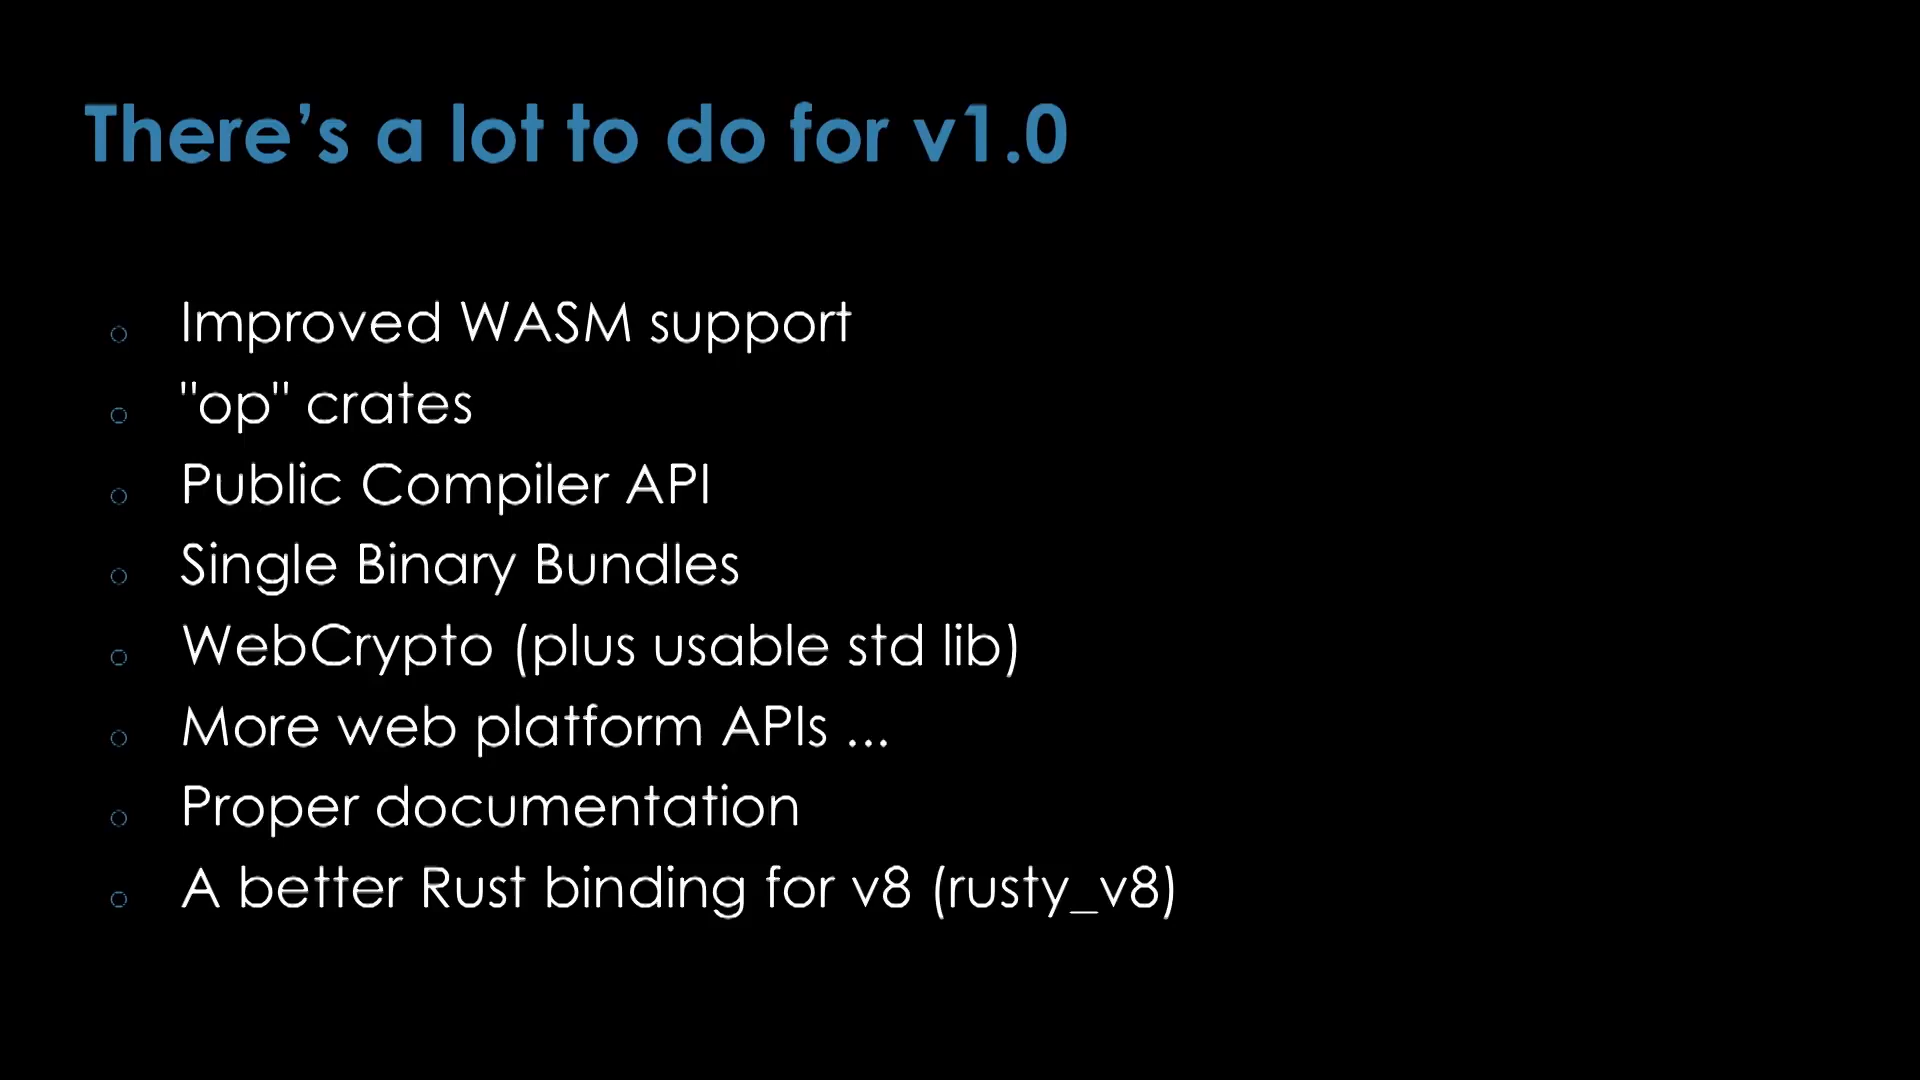 There’s a lot to do for v1.0
Improved WASM support
"op" crates
Public Compiler API
Single Binary Bundles
WebCrypto (plus usable std lib)
More web platform APIs ...
Proper documentation
A better Rust binding for v8 (rusty_v8)